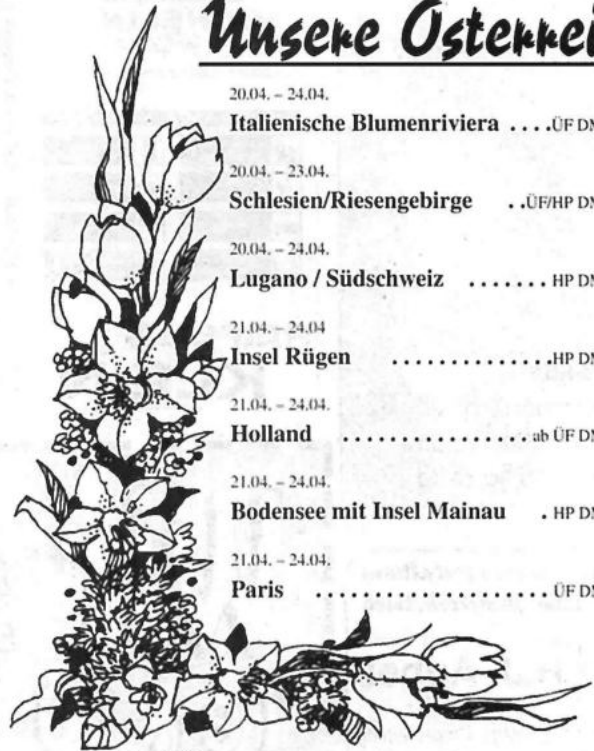 Unsere Osterrei
20.04. – 24.04.
Italienische Blumenriviera ....ÜF DM
20.04. – 23.04.
Schlesien/Riesengebirge ..ÜF/HP DM
20.04. – 24.04.
Lugano / Südschweiz ....... HP DM
21.04. – 24.04
Insel Rügen ..............HP DM
21.04. – 24.04.
Holland ..................ab ÜF DM
21.04. – 24.04.
Bodensee mit Insel Mainau . HP DM
21.04. – 24.04.
Paris .................... ÜF DM